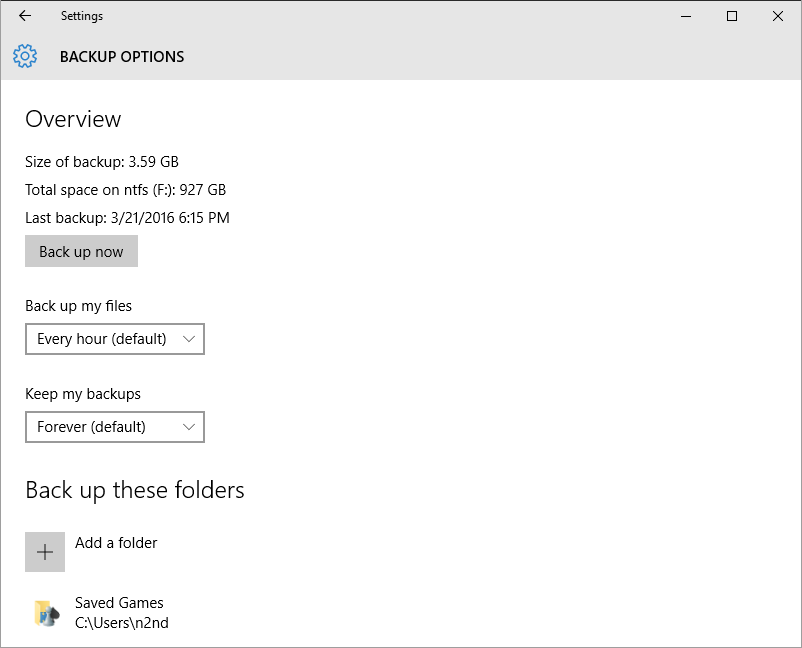 Settings
BACKUP OPTIONS
Overview
Size of backup: 3.59 GB
Total space on ntfs (F:): 927 GB
Last backup: 3/21/2016 6:15 PM
Back up now
Back up my files
Every hour (default)
Keep my backups
Forever (default)
Back up these folders
Add a folder
Saved Games
C:\Users\n2nd